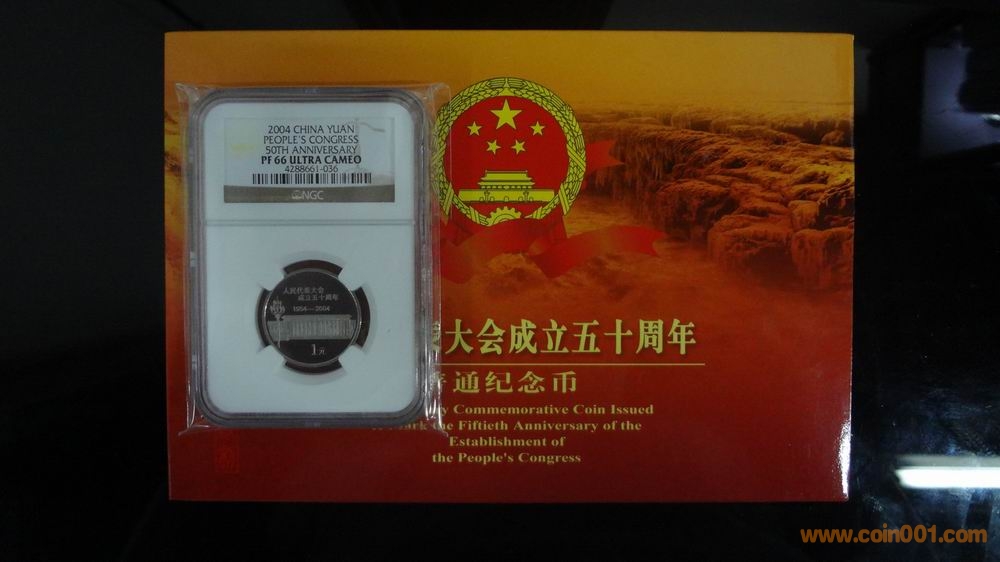 2004 CHINA YUAN
PEOPLE'S CONGRESS
50TH ANNIVERSARY
PF 66 ULTRA CAMEO
4288661-036
NGC
人民代表大会
成立五十周年
1954—2004
1元
大会成立五十周年
通纪念币
Commemorative Coin Issued
the Fiftieth Anniversary of the
Establishment of
the People's Congress
www.coin001.com